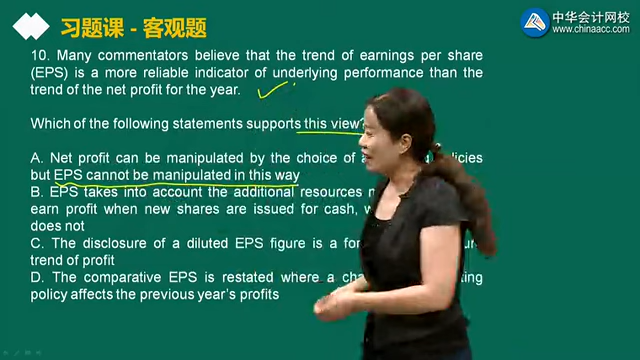 习题课 - 客观题
中华会计网校
www.chinaacc.com
10. Many commentators believe that the trend of earnings per share
(EPS) is a more reliable indicator of underlying performance than the
trend of the net profit for the year.
Which of the following statements supports this view?
A. Net profit can be manipulated by the choice of policies
but EPS cannot be manipulated in this way
B. EPS takes into account the additional resources
earn profit when new shares are issued for cash,
does not
C. The disclosure of a diluted EPS figure is a
trend of profit
D. The comparative EPS is restated where a
policy affects the previous year's profits